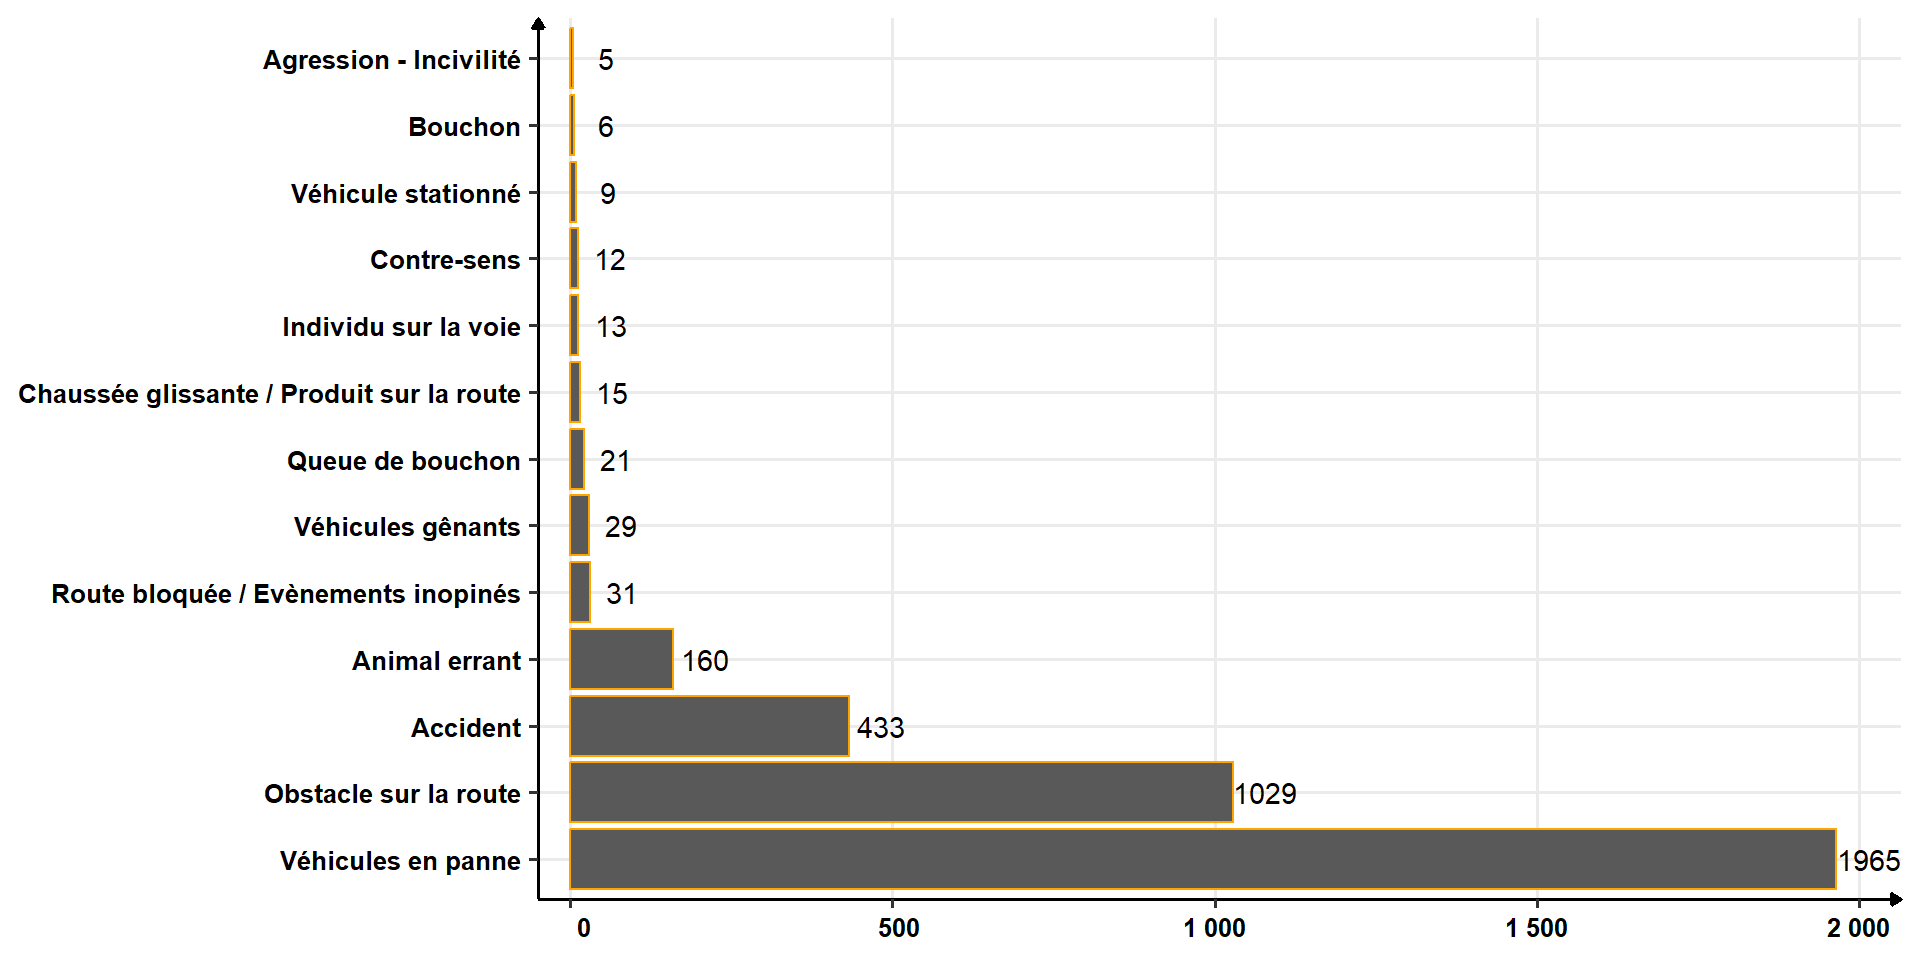 Agression - Incivilité 5
Bouchon 6
Véhicule stationné 9
Contre-sens 12
Individu sur la voie 13
Chaussée glissante / Produit sur la route 15
Queue de bouchon 21
Véhicules gênants 29
Route bloquée / Evènements inopinés 31
Animal errant 160
Accident 433
Obstacle sur la route 1029
Véhicules en panne 1965
0 500 1 000 1 500 2 000